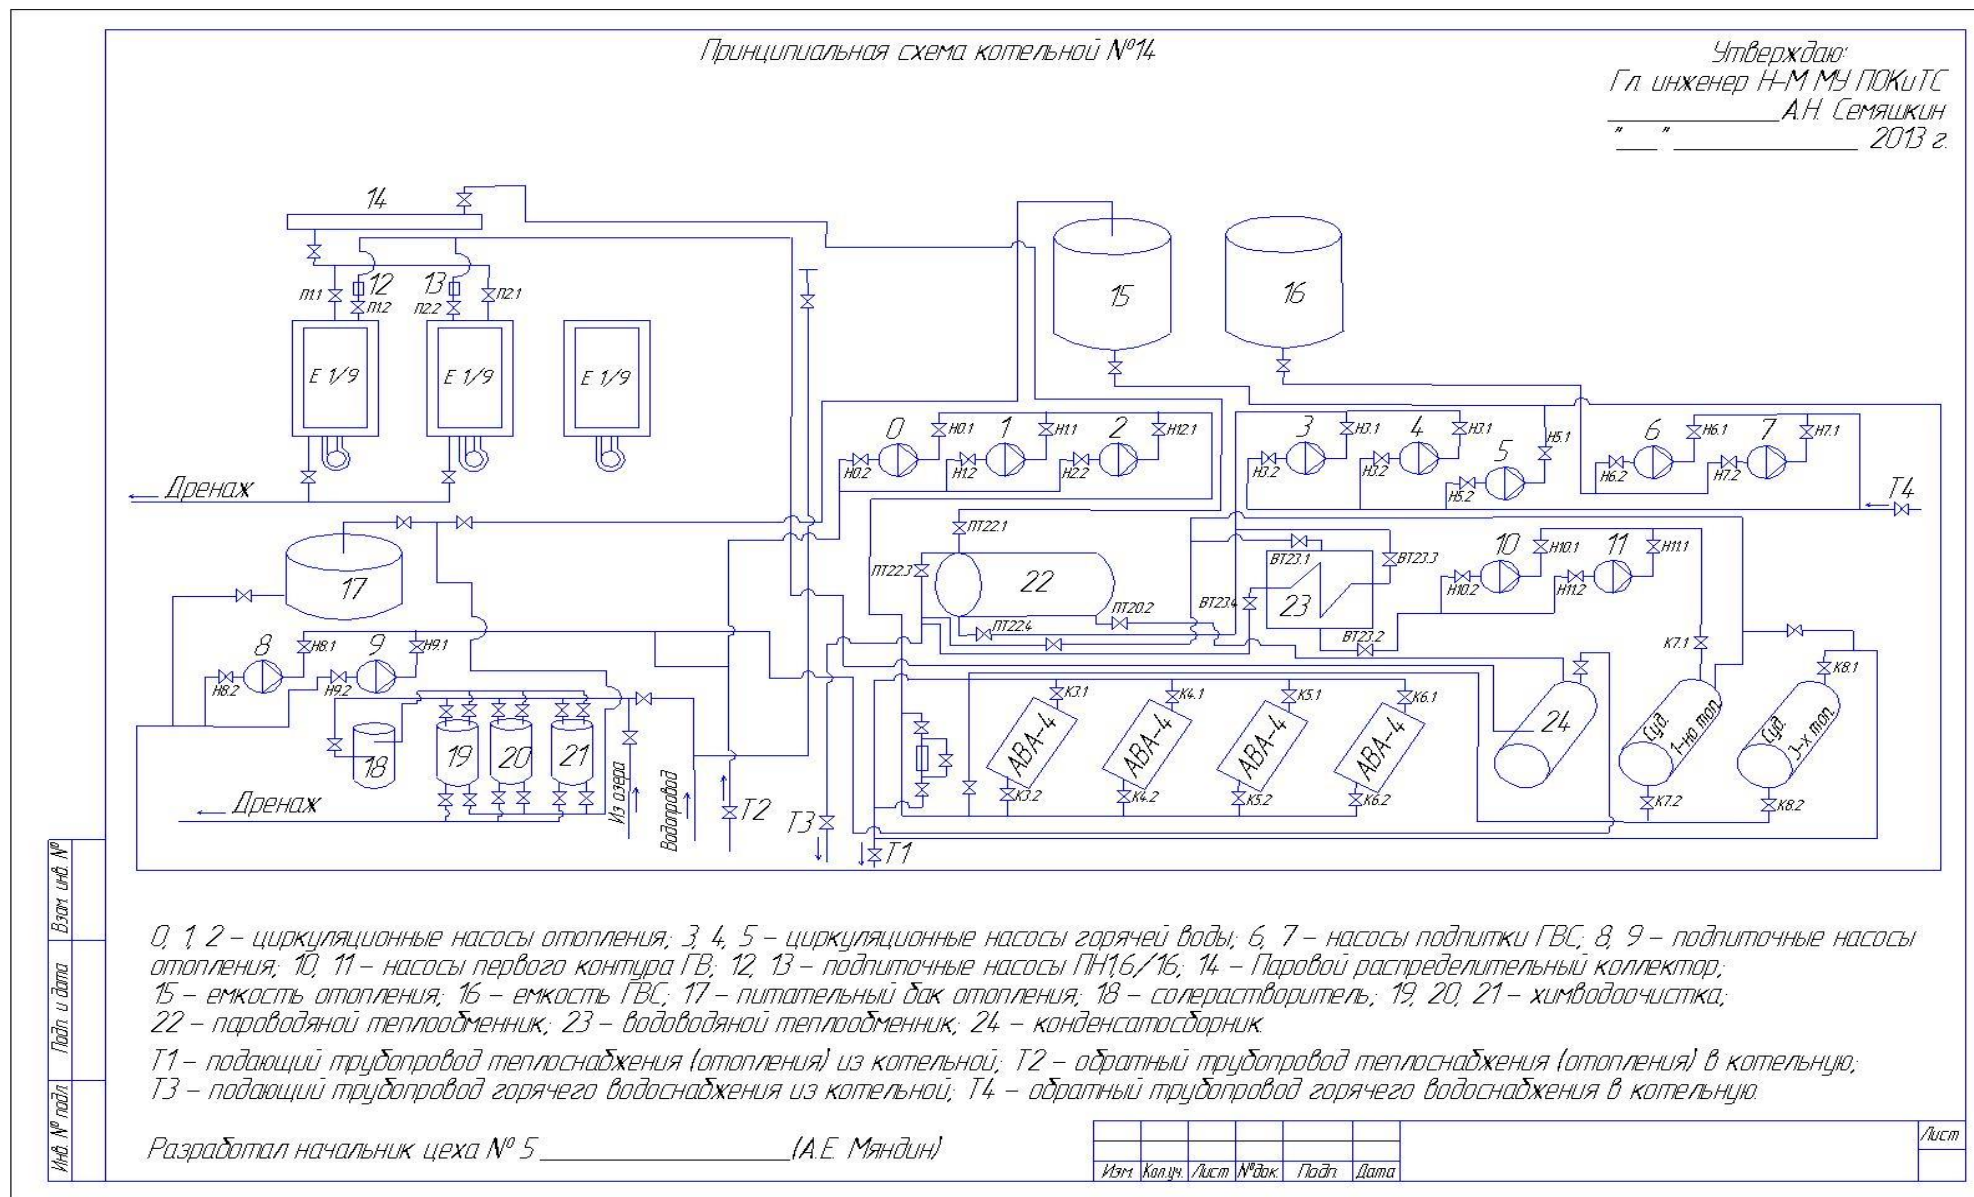 Принципиальная схема котельной №14
Утверждаю:
Гл. инженер Н-М МУ ПОКиТС
А.Н. Семяшкин
"___" ______________ 2013 г.
14
П1.1
12
П1.2
13
П2.2
П2.1
15
16
Е 1/9
Е 1/9
Е 1/9
Дренаж
0
Н0.1
Н0.2
1
Н1.1
Н1.2
2
Н12.1
Н2.2
3
Н3.1
Н3.2
4
Н3.1
Н3.2
5
Н5.1
Н5.2
6
Н6.1
Н6.2
7
Н7.1
Н7.2
Т4
17
ПТ22.1
ПТ22.3
22
ПТ20.2
ПТ22.4
ВТ23.1
ВТ23.3
ВТ23.4
23
ВТ23.2
10
Н10.1
Н10.2
11
Н11.1
Н11.2
8
Н8.1
Н8.2
9
Н9.1
Н9.2
К7.1
К8.1
18
19
20
21
Дренаж
Из озера
Водопровод
Т2
Т3
Т1
К3.1
К4.1
К5.1
К6.1
АВА-4
АВА-4
АВА-4
АВА-4
К3.2
К4.2
К5.2
К6.2
24
Суд.
1-но топ.
Суд.
3-х топ.
К7.2
К8.2
0, 1, 2 – циркуляционные насосы отопления; 3, 4, 5 – циркуляционные насосы горячей воды; 6, 7 – насосы подпитки ГВС; 8, 9 – подпиточные насосы
отопления; 10, 11 – насосы первого контура ГВ; 12, 13 – подпиточные насосы ПН1,6/16; 14 – Паровой распределительный коллектор;
15 – емкость отопления; 16 – емкость ГВС; 17 – питательный бак отопления; 18 – солерастворитель; 19, 20, 21 – химводоочистка;
22 – пароводяной теплообменник; 23 – водоводяной теплообменник; 24 – конденсатосборник.
Т1 – подающий трубопровод теплоснабжения (отопления) из котельной; Т2 – обратный трубопровод теплоснабжения (отопления) в котельную;
Т3 – подающий трубопровод горячего водоснабжения из котельной; Т4 – обратный трубопровод горячего водоснабжения в котельную.
Разработал начальник цеха № 5 ____________________ (А.Е. Мяндин)
Взам. инв. №
Подп. и дата
Инв. № подл.
Изм. Кол.уч. Лист №док. Подп. Дата
Лист